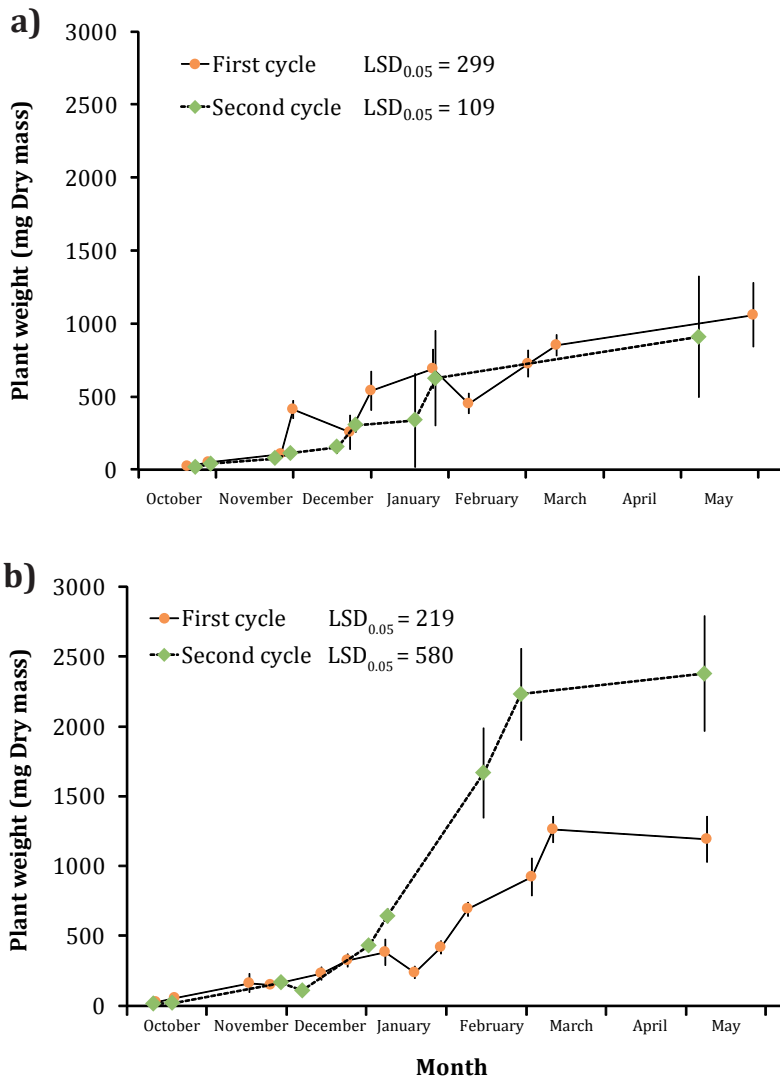 a)
3000
2500
2000
1500
1000
500
0
Plant weight (mg Dry mass)
First cycle LSD0.05 = 299
Second cycle LSD0.05 = 109
October November December January February March April May
b)
3000
2500
2000
1500
1000
500
0
Plant weight (mg Dry mass)
First cycle LSD0.05 = 219
Second cycle LSD0.05 = 580
October November December January February March April May
Month